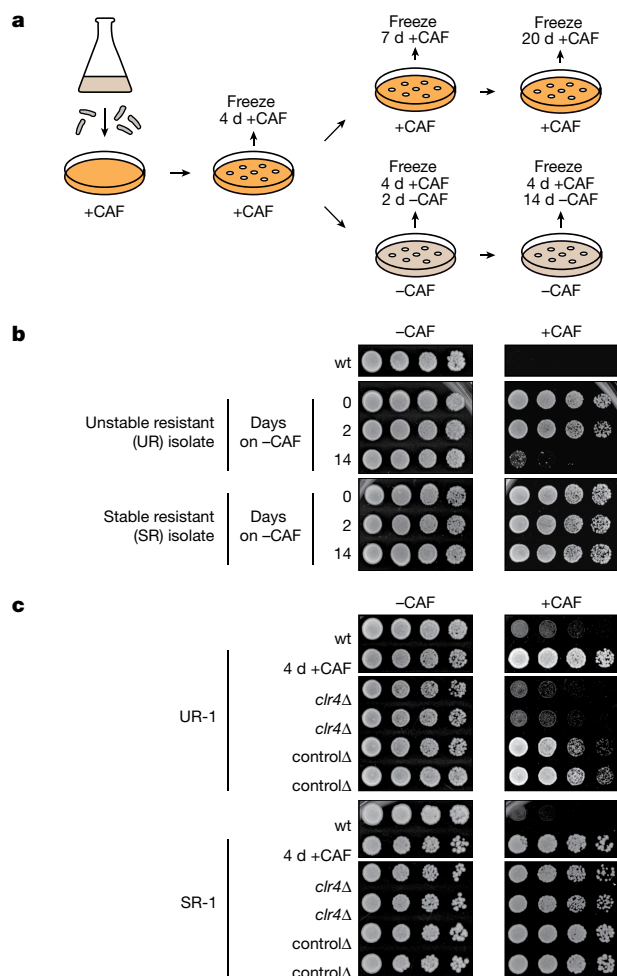 a
Freeze
7 d +CAF
Freeze
20 d +CAF
Freeze
4 d +CAF
+CAF
+CAF
+CAF
+CAF
Freeze
4 d +CAF
2 d –CAF
Freeze
4 d +CAF
14 d –CAF
–CAF
–CAF
b
–CAF
+CAF
wt
Unstable resistant
(UR) isolate
Days
on –CAF
0
2
14
Stable resistant
(SR) isolate
Days
on –CAF
0
2
14
c
–CAF
+CAF
UR-1
wt
4 d +CAF
clr4Δ
clr4Δ
controlΔ
controlΔ
SR-1
wt
4 d +CAF
clr4Δ
clr4Δ
controlΔ
controlΔ